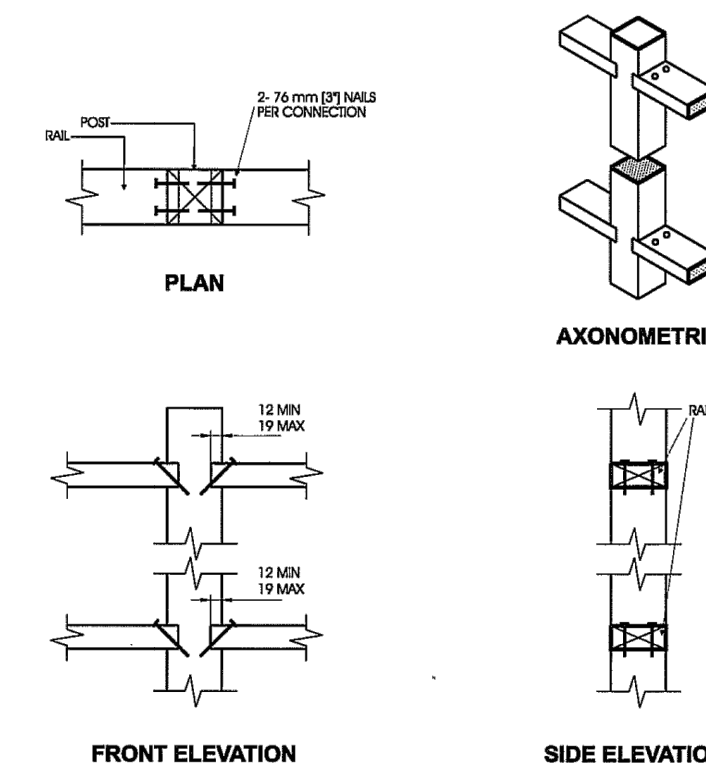 2- 76 mm [3"] NAILS
PER CONNECTION
POST
RAIL
PLAN
AXONOMETRI
12 MIN
19 MAX
RAI
12 MIN
19 MAX
FRONT ELEVATION
SIDE ELEVATIO